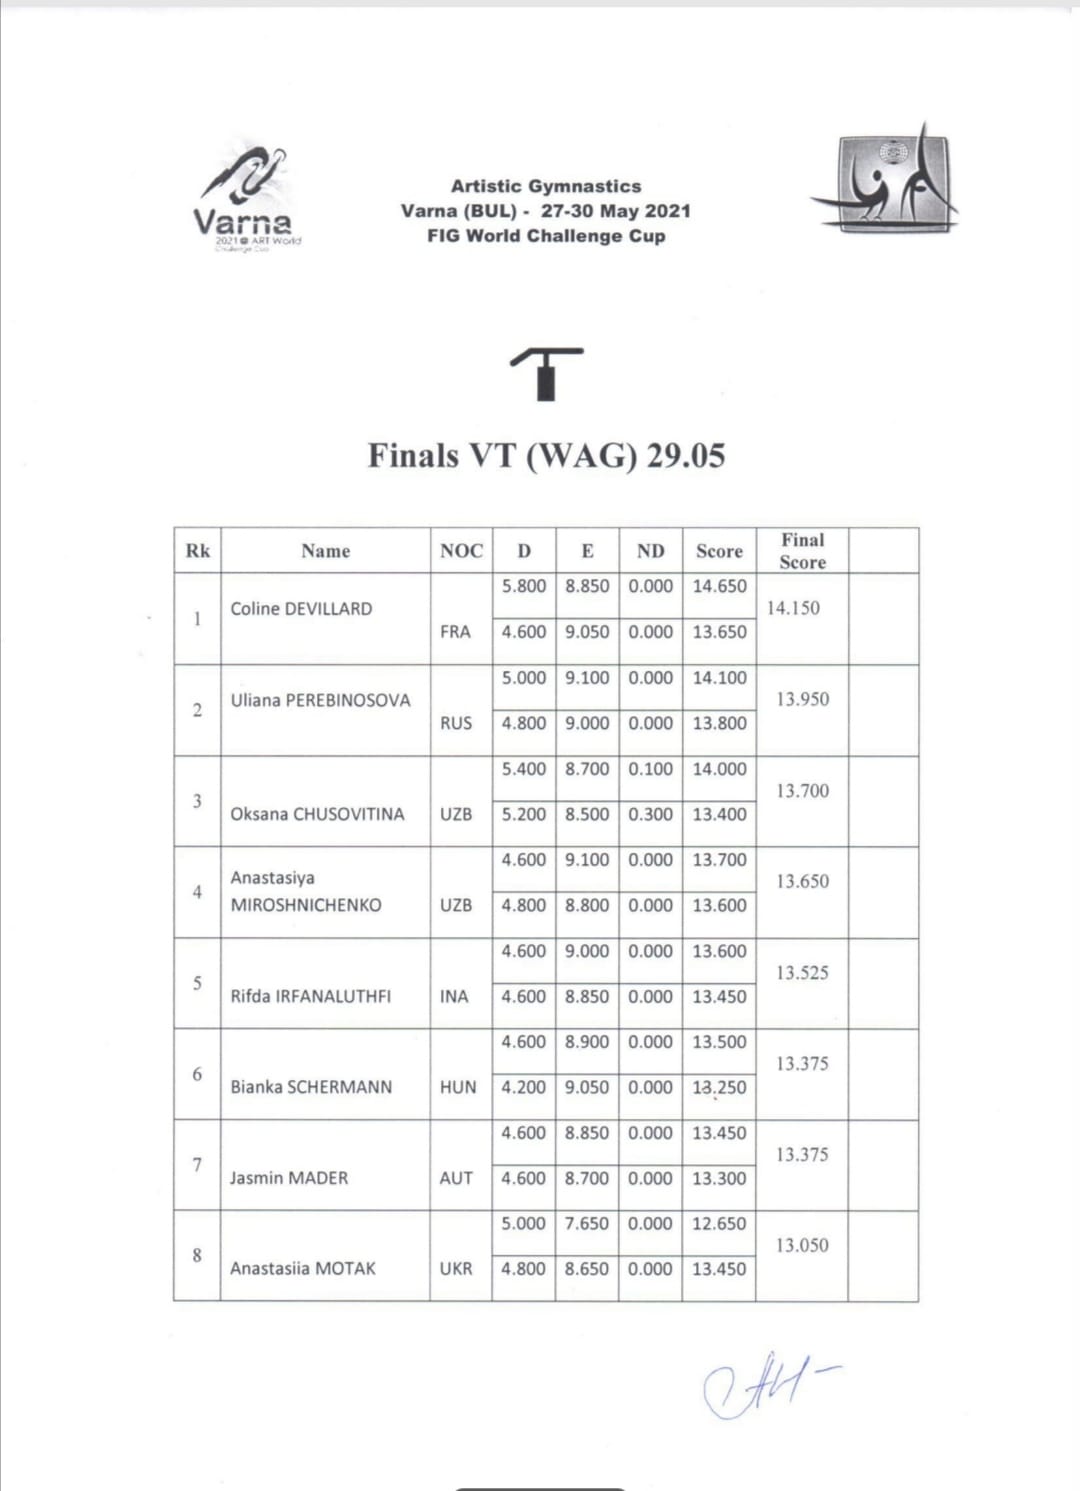 Varna
2021 ART World
Challenge Cup
Artistic Gymnastics
Varna (BUL) - 27-30 May 2021
FIG World Challenge Cup
Finals VT (WAG) 29.05
Rk Name NOC D E ND Score Final Score
1 Coline DEVILLARD FRA 5.800 8.850 0.000 14.650 14.150
4.600 9.050 0.000 13.650
2 Uliana PEREBINOSOVA RUS 5.000 9.100 0.000 14.100 13.950
4.800 9.000 0.000 13.800
3 Oksana CHUSOVITINA UZB 5.400 8.700 0.100 14.000 13.700
5.200 8.500 0.300 13.400
4 Anastasiya MIROSHNICHENKO UZB 4.600 9.100 0.000 13.700 13.650
4.800 8.800 0.000 13.600
5 Rifda IRFANALUTHFI INA 4.600 9.000 0.000 13.600 13.525
4.600 8.850 0.000 13.450
6 Bianka SCHERMANN HUN 4.600 8.900 0.000 13.500 13.375
4.200 9.050 0.000 13.250
7 Jasmin MADER AUT 4.600 8.850 0.000 13.450 13.375
4.600 8.700 0.000 13.300
8 Anastasiia MOTAK UKR 5.000 7.650 0.000 12.650 13.050
4.800 8.650 0.000 13.450